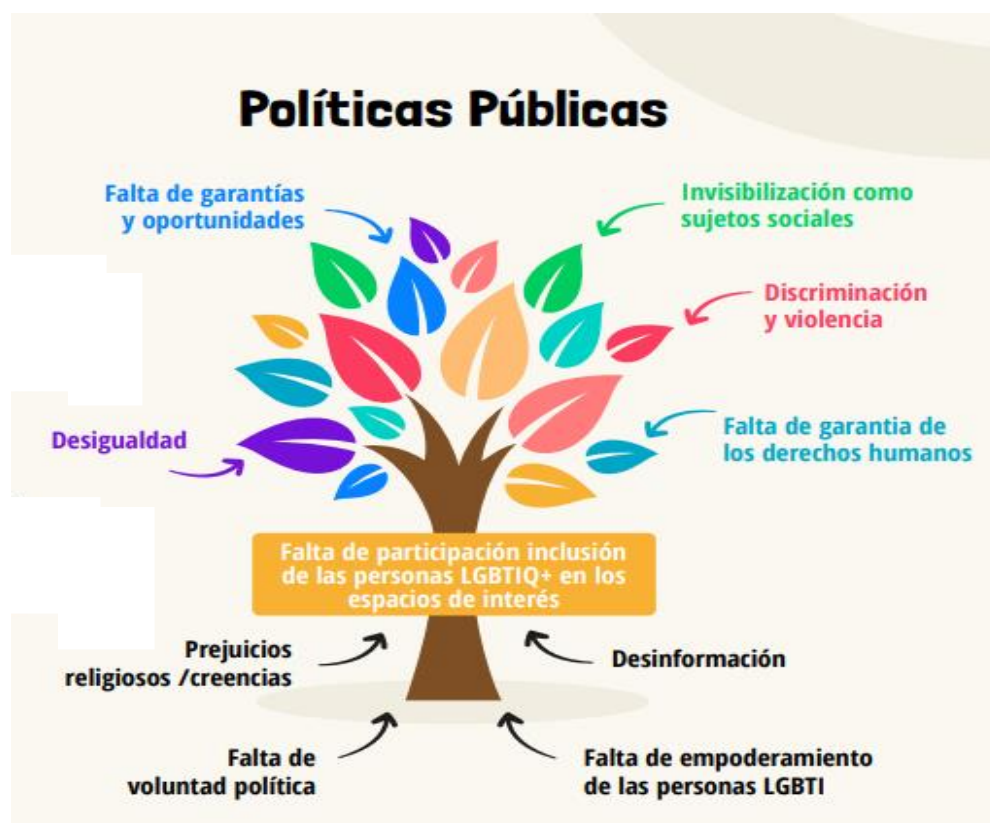 Políticas Públicas
Falta de garantías
y oportunidades
Invisibilización como
sujetos sociales
Discriminación
y violencia
Desigualdad
Falta de garantia de
los derechos humanos
Falta de participación inclusión
de las personas LGBTIQ+ en los
espacios de interés
Prejuicios
religiosos /creencias
Desinformación
Falta de
voluntad política
Falta de empoderamiento
de las personas LGBTI